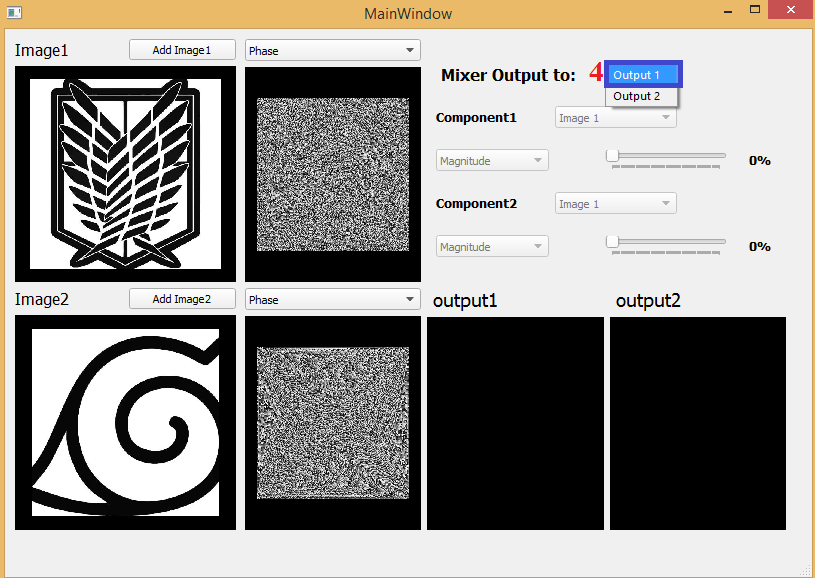 MainWindow
Image1
Add Image1
Phase
Mixer Output to:
4
Output 1
Output 2
Component1
Image 1
Magnitude
0%
Component2
Image 1
Magnitude
0%
Image2
Add Image2
Phase
output1
output2